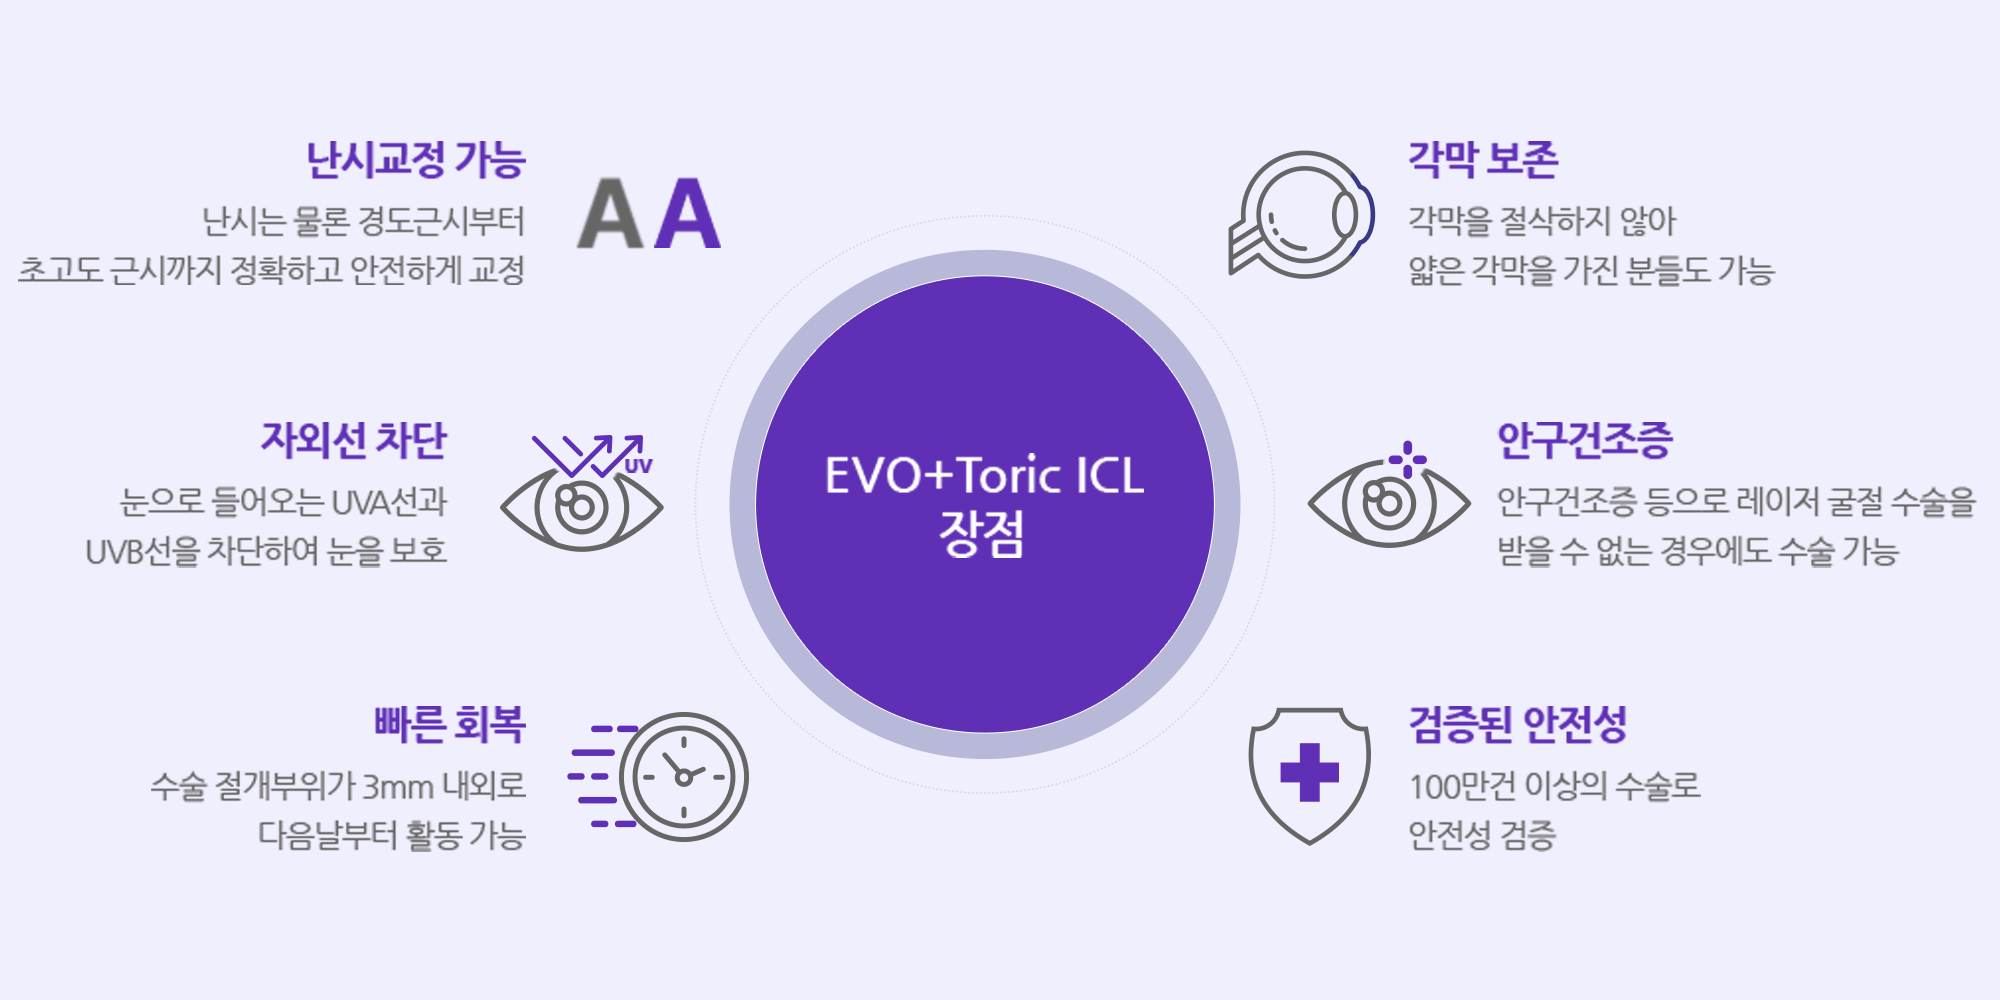 난시교정 가능
난시는 물론 경도근시부터
초고도 근시까지 정확하고 안전하게 교정
A A
자외선 차단
눈으로 들어오는 UVA선과
UVB선을 차단하여 눈을 보호
UV
빠른 회복
수술 절개부위가 3mm 내외로
다음날부터 활동 가능
EVO+Toric ICL
장점
각막 보존
각막을 절삭하지 않아
얇은 각막을 가진 분들도 가능
안구건조증
안구건조증 등으로 레이저 굴절 수술을
받을 수 없는 경우에도 수술 가능
검증된 안전성
100만건 이상의 수술로
안전성 검증